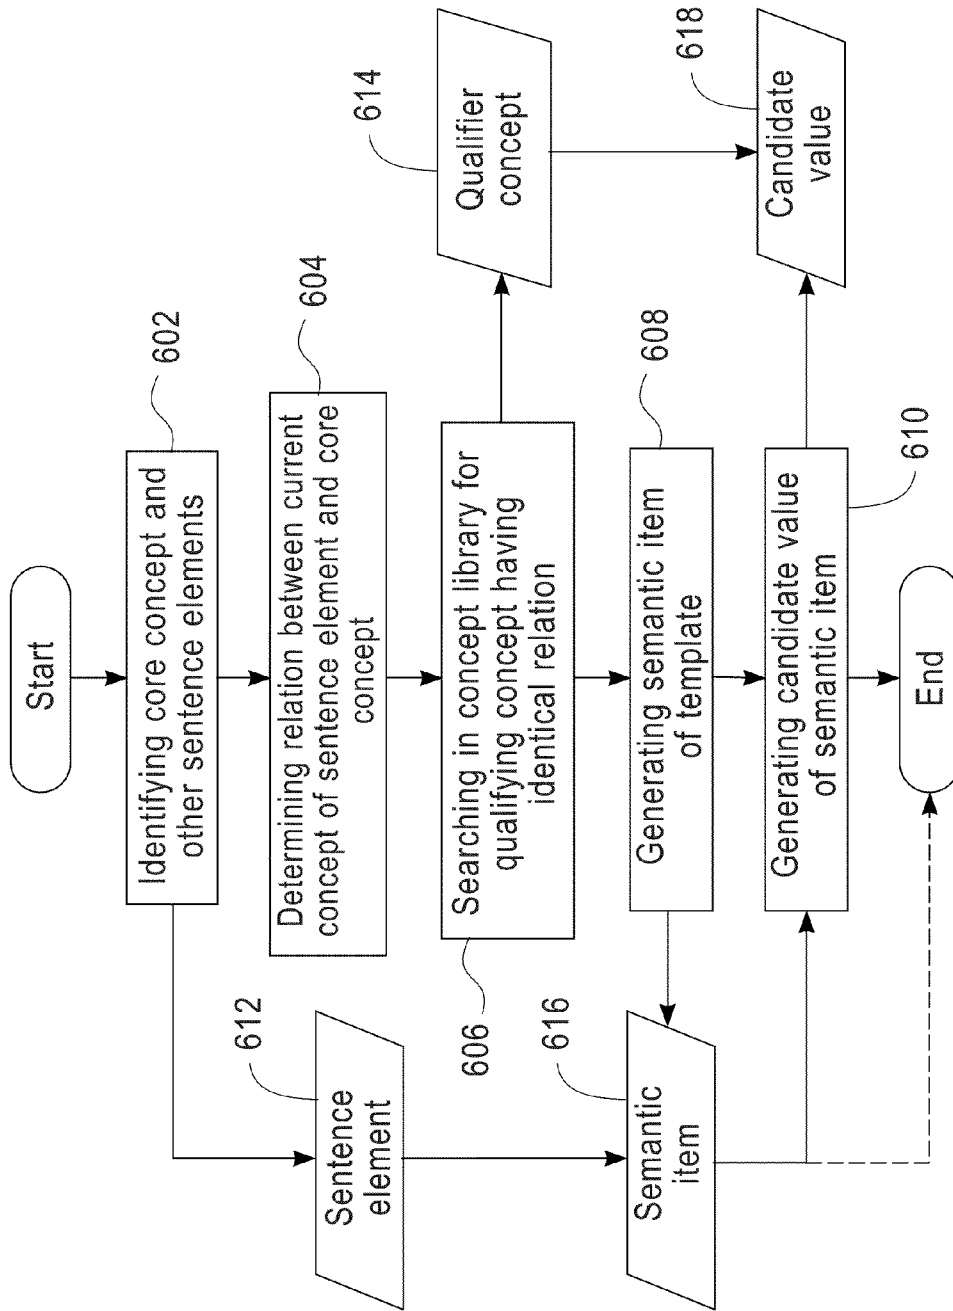 Start
Identifying core concept and
other sentence elements
602
Determining relation between current
concept of sentence element and core
concept
604
Searching in concept library for
qualifying concept having
identical relation
606
Generating semantic item
of template
608
Generating candidate value
of semantic item
610
End
Sentence
element
612
Semantic
item
616
Qualifier
concept
614
Candidate
value
618